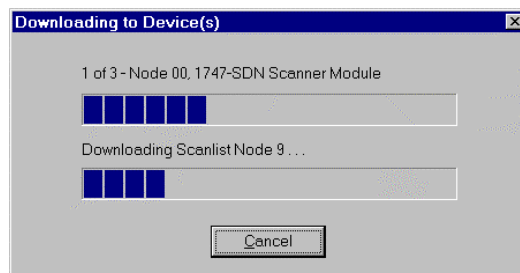 Downloading to Device(s)
1 of 3 - Node 00, 1747-SDN Scanner Module
Downloading Scanlist Node 9 . . .
Cancel